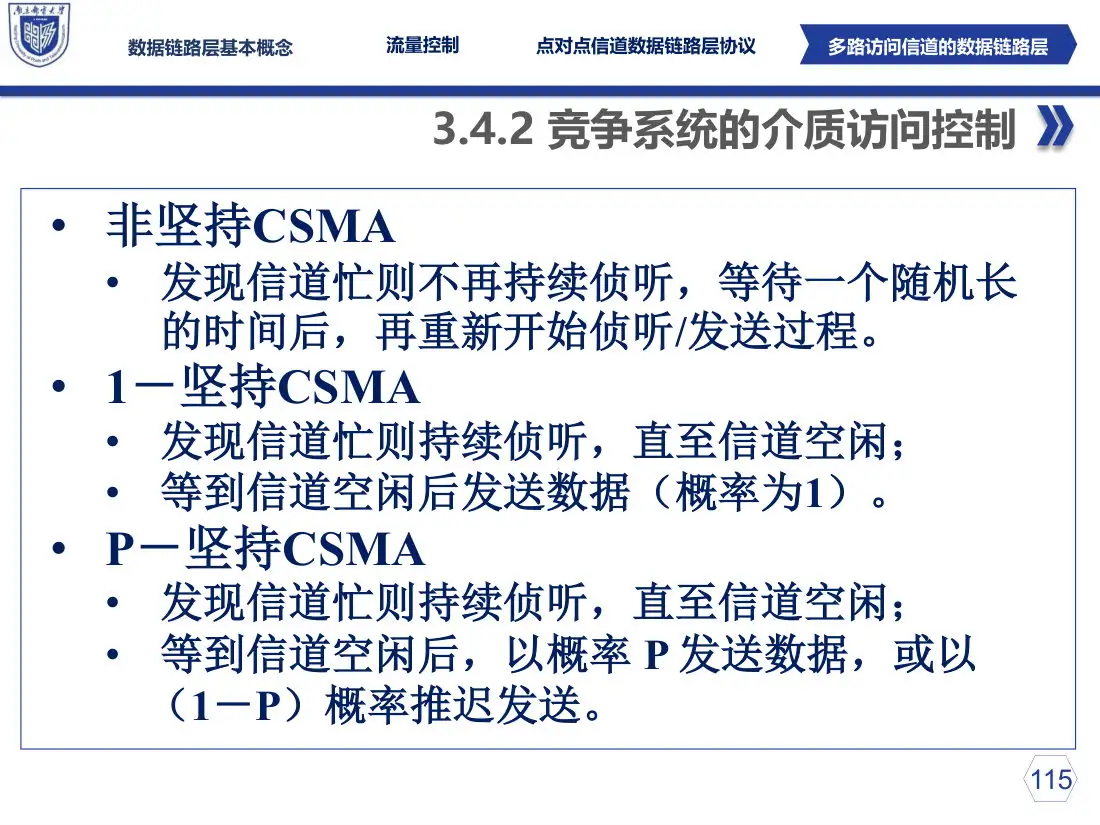 南京邮电大学
数据链路层基本概念
流量控制
点对点信道数据链路层协议
多路访问信道的数据链路层
3.4.2 竞争系统的介质访问控制
• 非坚持CSMA
• 发现信道忙则不再持续侦听，等待一个随机长
的时间后，再重新开始侦听/发送过程。
• 1－坚持CSMA
• 发现信道忙则持续侦听，直至信道空闲；
• 等到信道空闲后发送数据（概率为1）。
• P－坚持CSMA
• 发现信道忙则持续侦听，直至信道空闲；
• 等到信道空闲后，以概率 P 发送数据，或以
（1－P）概率推迟发送。
115